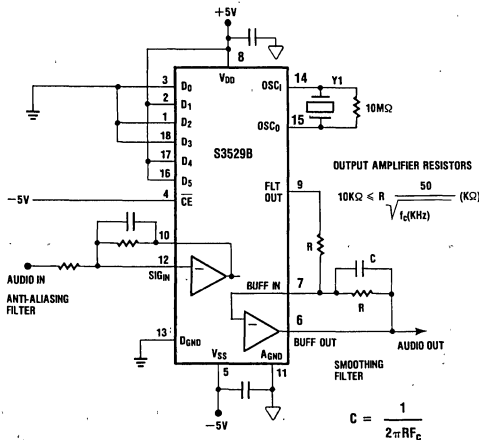 +5V
8
VDD
3 D0
2 D1
1 D2
18 D3
17 D4
16 D5
-5V 4 CE
S3529B
OSCi 14 Y1
10MΩ
OSCo 15
OUTPUT AMPLIFIER RESISTORS
10KΩ ⩽ R 50 / √fc(KHz) (KΩ)
FLT OUT 9
R
10
AUDIO IN 12 SIGIN
ANTI-ALIASING
FILTER
C
BUFF IN 7
R
6
BUFF OUT AUDIO OUT
13 DGND
VSS AGND
5 11
SMOOTHING
FILTER
-5V
C = 1 / 2πRFc